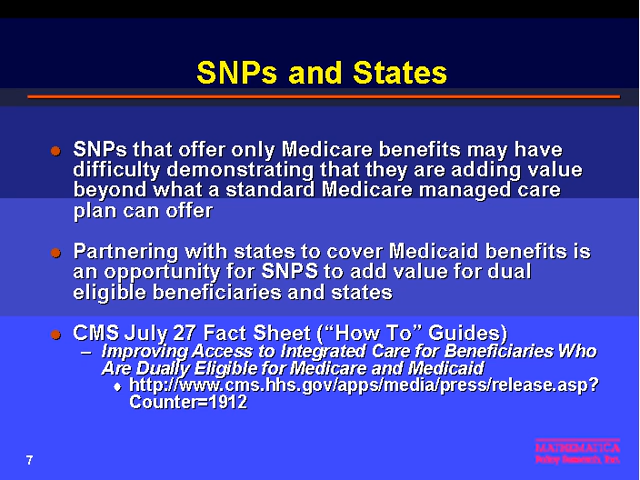 SNPs and States
SNPs that offer only Medicare benefits may have
difficulty demonstrating that they are adding value
beyond what a standard Medicare managed care
plan can offer
Partnering with states to cover Medicaid benefits is
an opportunity for SNPS to add value for dual
eligible beneficiaries and states
CMS July 27 Fact Sheet (“How To” Guides)
– Improving Access to Integrated Care for Beneficiaries Who
Are Dually Eligible for Medicare and Medicaid
http://www.cms.hhs.gov/apps/media/press/release.asp?
Counter=1912
7
MATHEMATICA
Policy Research, Inc.